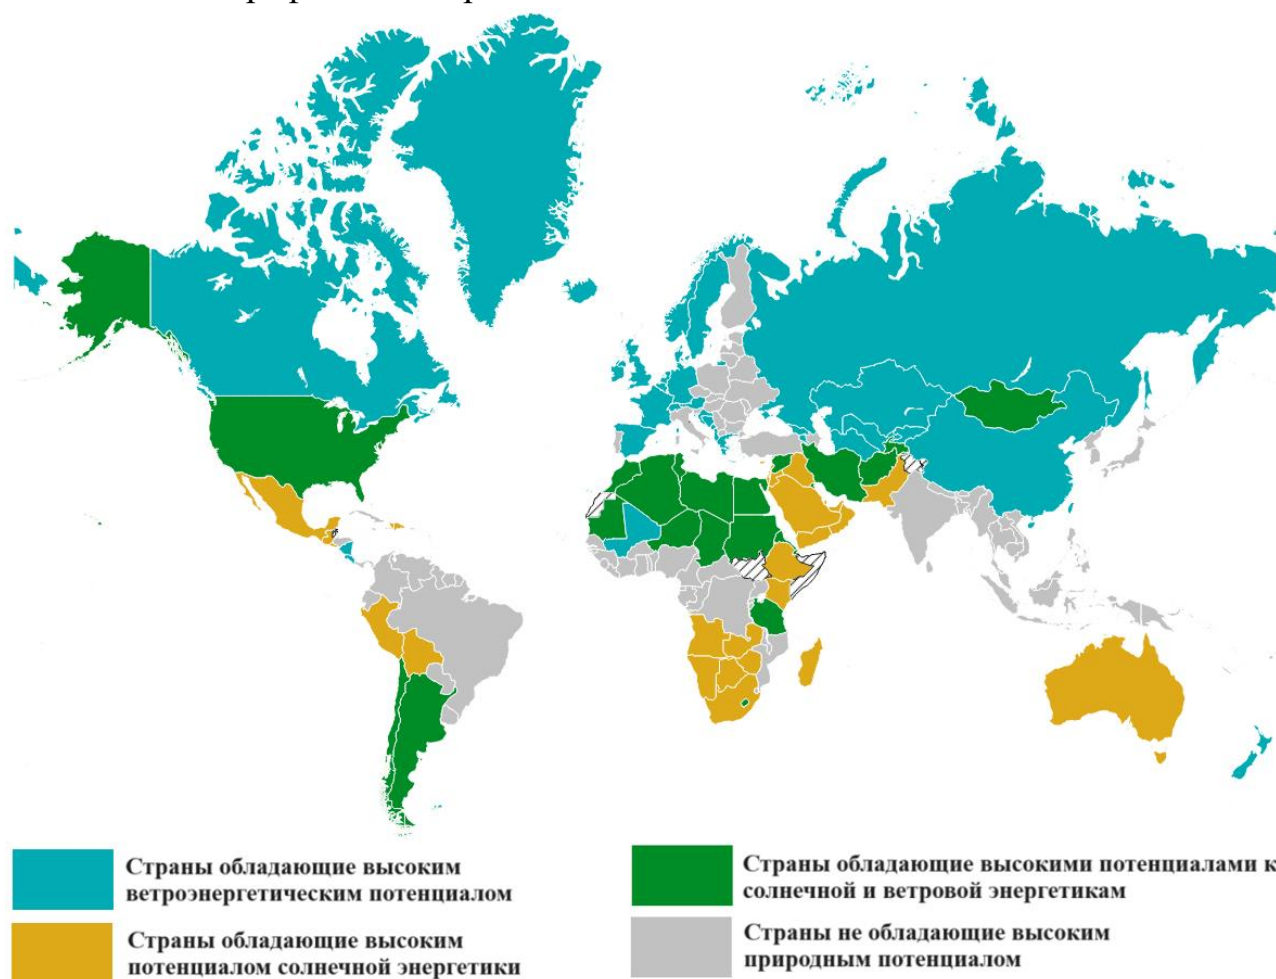 Страны обладающие высоким
ветроэнергетическим потенциалом
Страны обладающие высоким
потенциалом солнечной энергетики
Страны обладающие высокими потенциалами к
солнечной и ветровой энергетикам
Страны не обладающие высоким
природным потенциалом